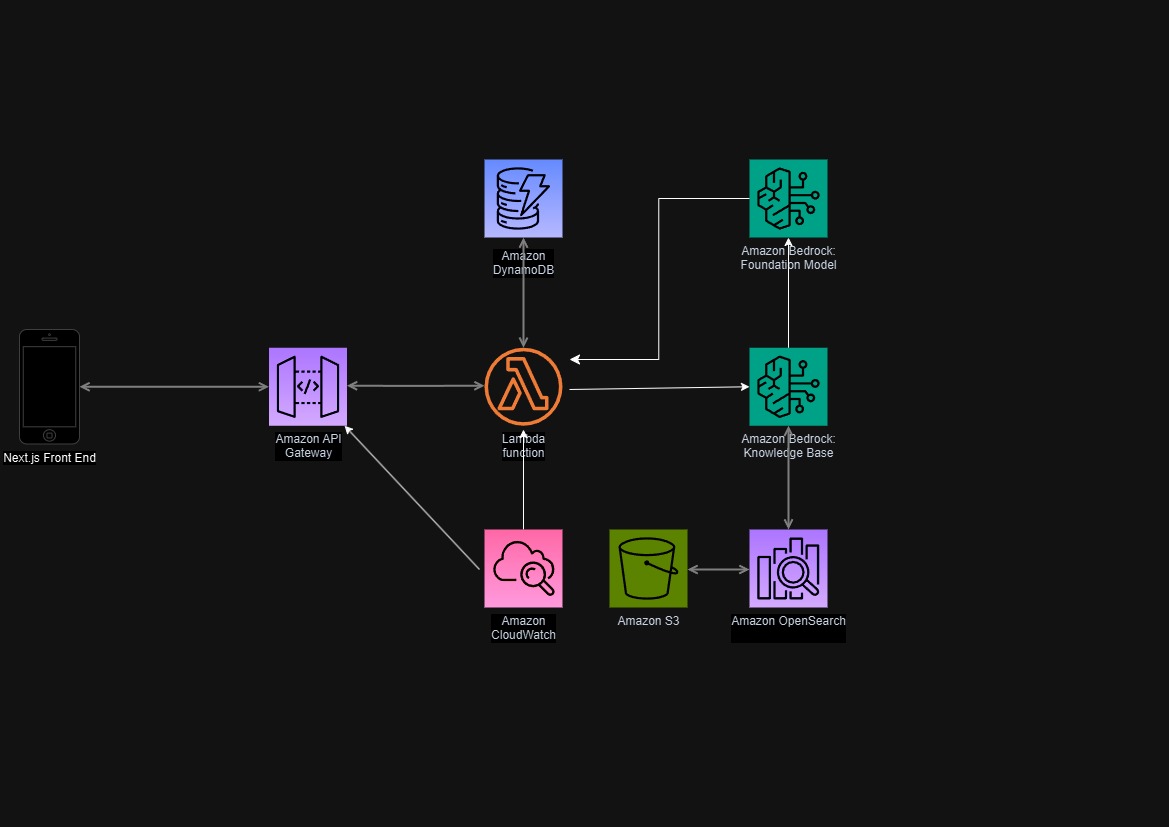 Amazon
DynamoDB
Amazon Bedrock:
Foundation Model
</>
Next.js Front End
Amazon API
Gateway
Lambda
function
Amazon Bedrock:
Knowledge Base
Amazon
CloudWatch
Amazon S3
Amazon OpenSearch